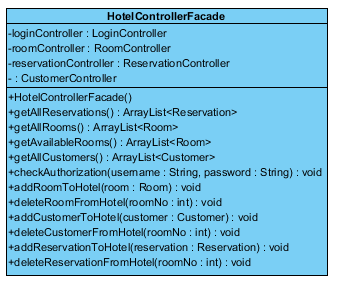 HotelControllerFacade
-loginController : LoginController
-roomController : RoomController
-reservationController : ReservationController
- : CustomerController
+HotelControllerFacade()
+getAllReservations() : ArrayList<Reservation>
+getAllRooms() : ArrayList<Room>
+getAvailableRooms() : ArrayList<Room>
+getAllCustomers() : ArrayList<Customer>
+checkAuthorization(username : String, password : String) : void
+addRoomToHotel(room : Room) : void
+deleteRoomFromHotel(roomNo : int) : void
+addCustomerToHotel(customer : Customer) : void
+deleteCustomerFromHotel(roomNo : int) : void
+addReservationToHotel(reservation : Reservation) : void
+deleteReservationFromHotel(roomNo : int) : void